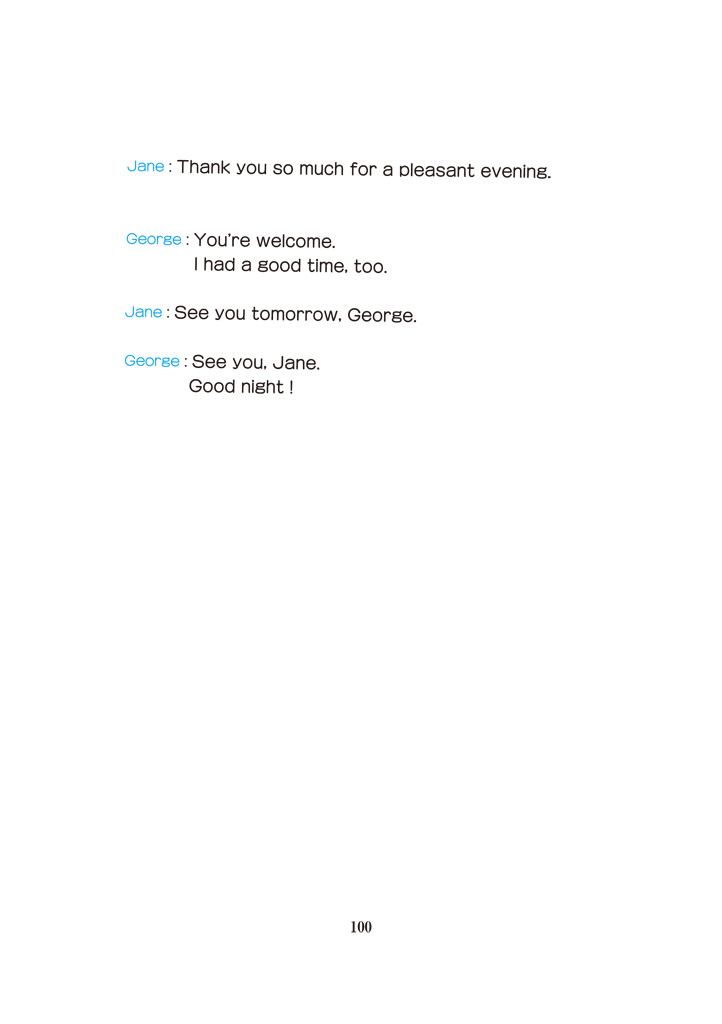 Jane : Thank you so much for a pleasant evening.
George : You're welcome.
I had a good time, too.
Jane : See you tomorrow, George.
George : See you, Jane.
Good night !
100